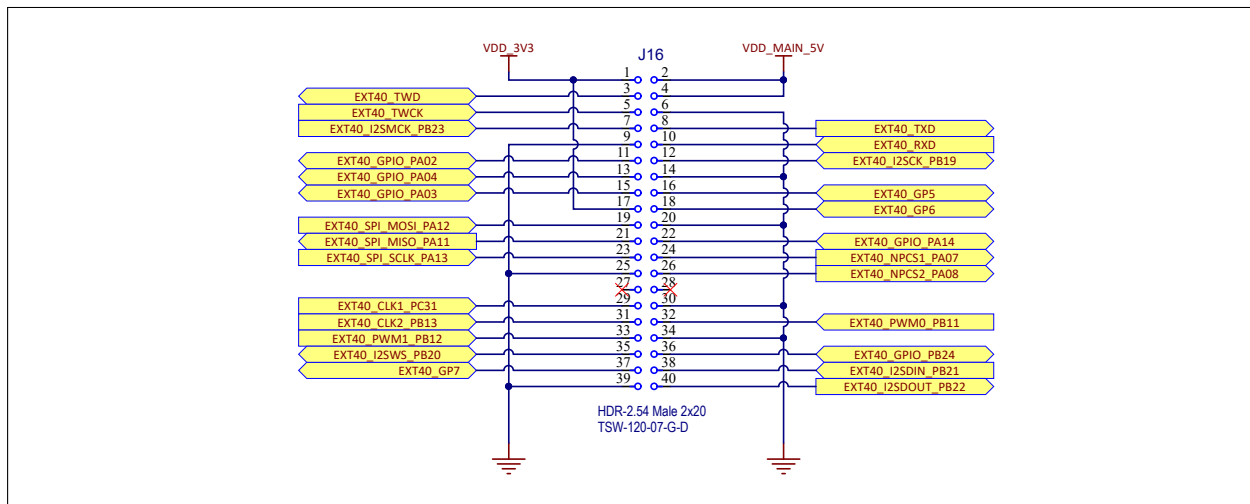 VDD_3V3
VDD_MAIN_5V
J16
1 2
EXT40_TWD 3 4
EXT40_TWCK 5 6
EXT40_I2SMCK_PB23 7 8 EXT40_TXD
9 10 EXT40_RXD
EXT40_GPIO_PA02 11 12 EXT40_I2SCK_PB19
EXT40_GPIO_PA04 13 14
EXT40_GPIO_PA03 15 16 EXT40_GP5
17 18 EXT40_GP6
EXT40_SPI_MOSI_PA12 19 20
EXT40_SPI_MISO_PA11 21 22 EXT40_GPIO_PA14
EXT40_SPI_SCLK_PA13 23 24 EXT40_NPCS1_PA07
25 26 EXT40_NPCS2_PA08
27 28
EXT40_CLK1_PC31 29 30
EXT40_CLK2_PB13 31 32 EXT40_PWM0_PB11
EXT40_PWM1_PB12 33 34
EXT40_I2SWS_PB20 35 36 EXT40_GPIO_PB24
EXT40_GP7 37 38 EXT40_I2SDIN_PB21
39 40 EXT40_I2SDOUT_PB22
HDR-2.54 Male 2x20
TSW-120-07-G-D